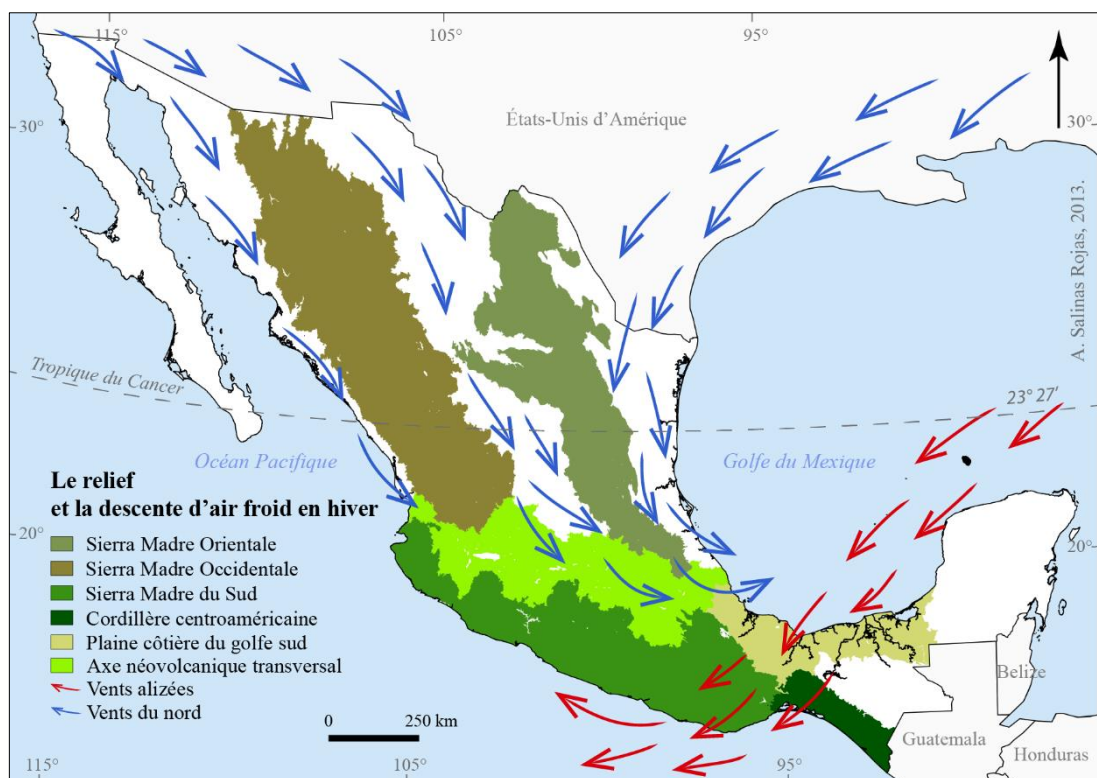 115°
105°
95°
30°
États-Unis d'Amérique
30°
A. Salinas Rojas, 2013.
Tropique du Cancer
23° 27'
Océan Pacifique
Golfe du Mexique
Le relief
et la descente d'air froid en hiver
20°
20°
Sierra Madre Orientale
Sierra Madre Occidentale
Sierra Madre du Sud
Cordillère centroaméricaine
Plaine côtière du golfe sud
Axe néovolcanique transversal
Vents alizées
Vents du nord
0
250 km
Belize
Guatemala
Honduras
115°
105°
95°